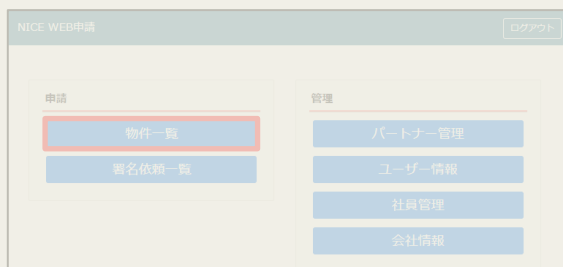 NICE WEB申請
ログアウト
申請
物件一覧
署名依頼一覧
管理
パートナー管理
ユーザー情報
社員管理
会社情報